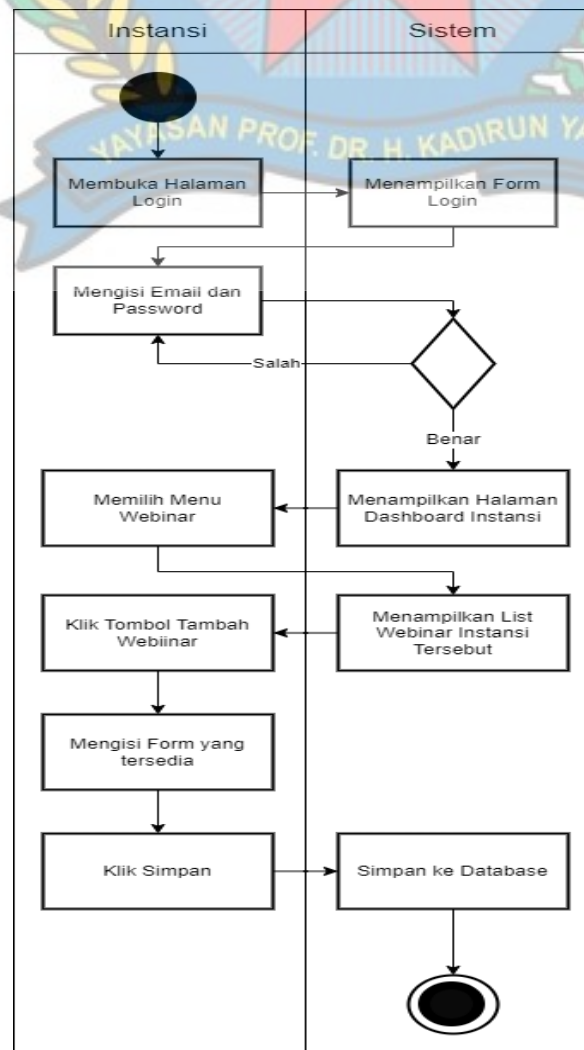 Instansi
Sistem
YAYASAN PROF. DR. H. KADIRUN
Membuka Halaman
Login
Menampilkan Form
Login
Mengisi Email dan
Password
Salah
Benar
Menampilkan Halaman
Dashboard Instansi
Memilih Menu
Webinar
Menampilkan List
Webinar Instansi
Tersebut
Klik Tombol Tambah
Webiinar
Mengisi Form yang
tersedia
Klik Simpan
Simpan ke Database